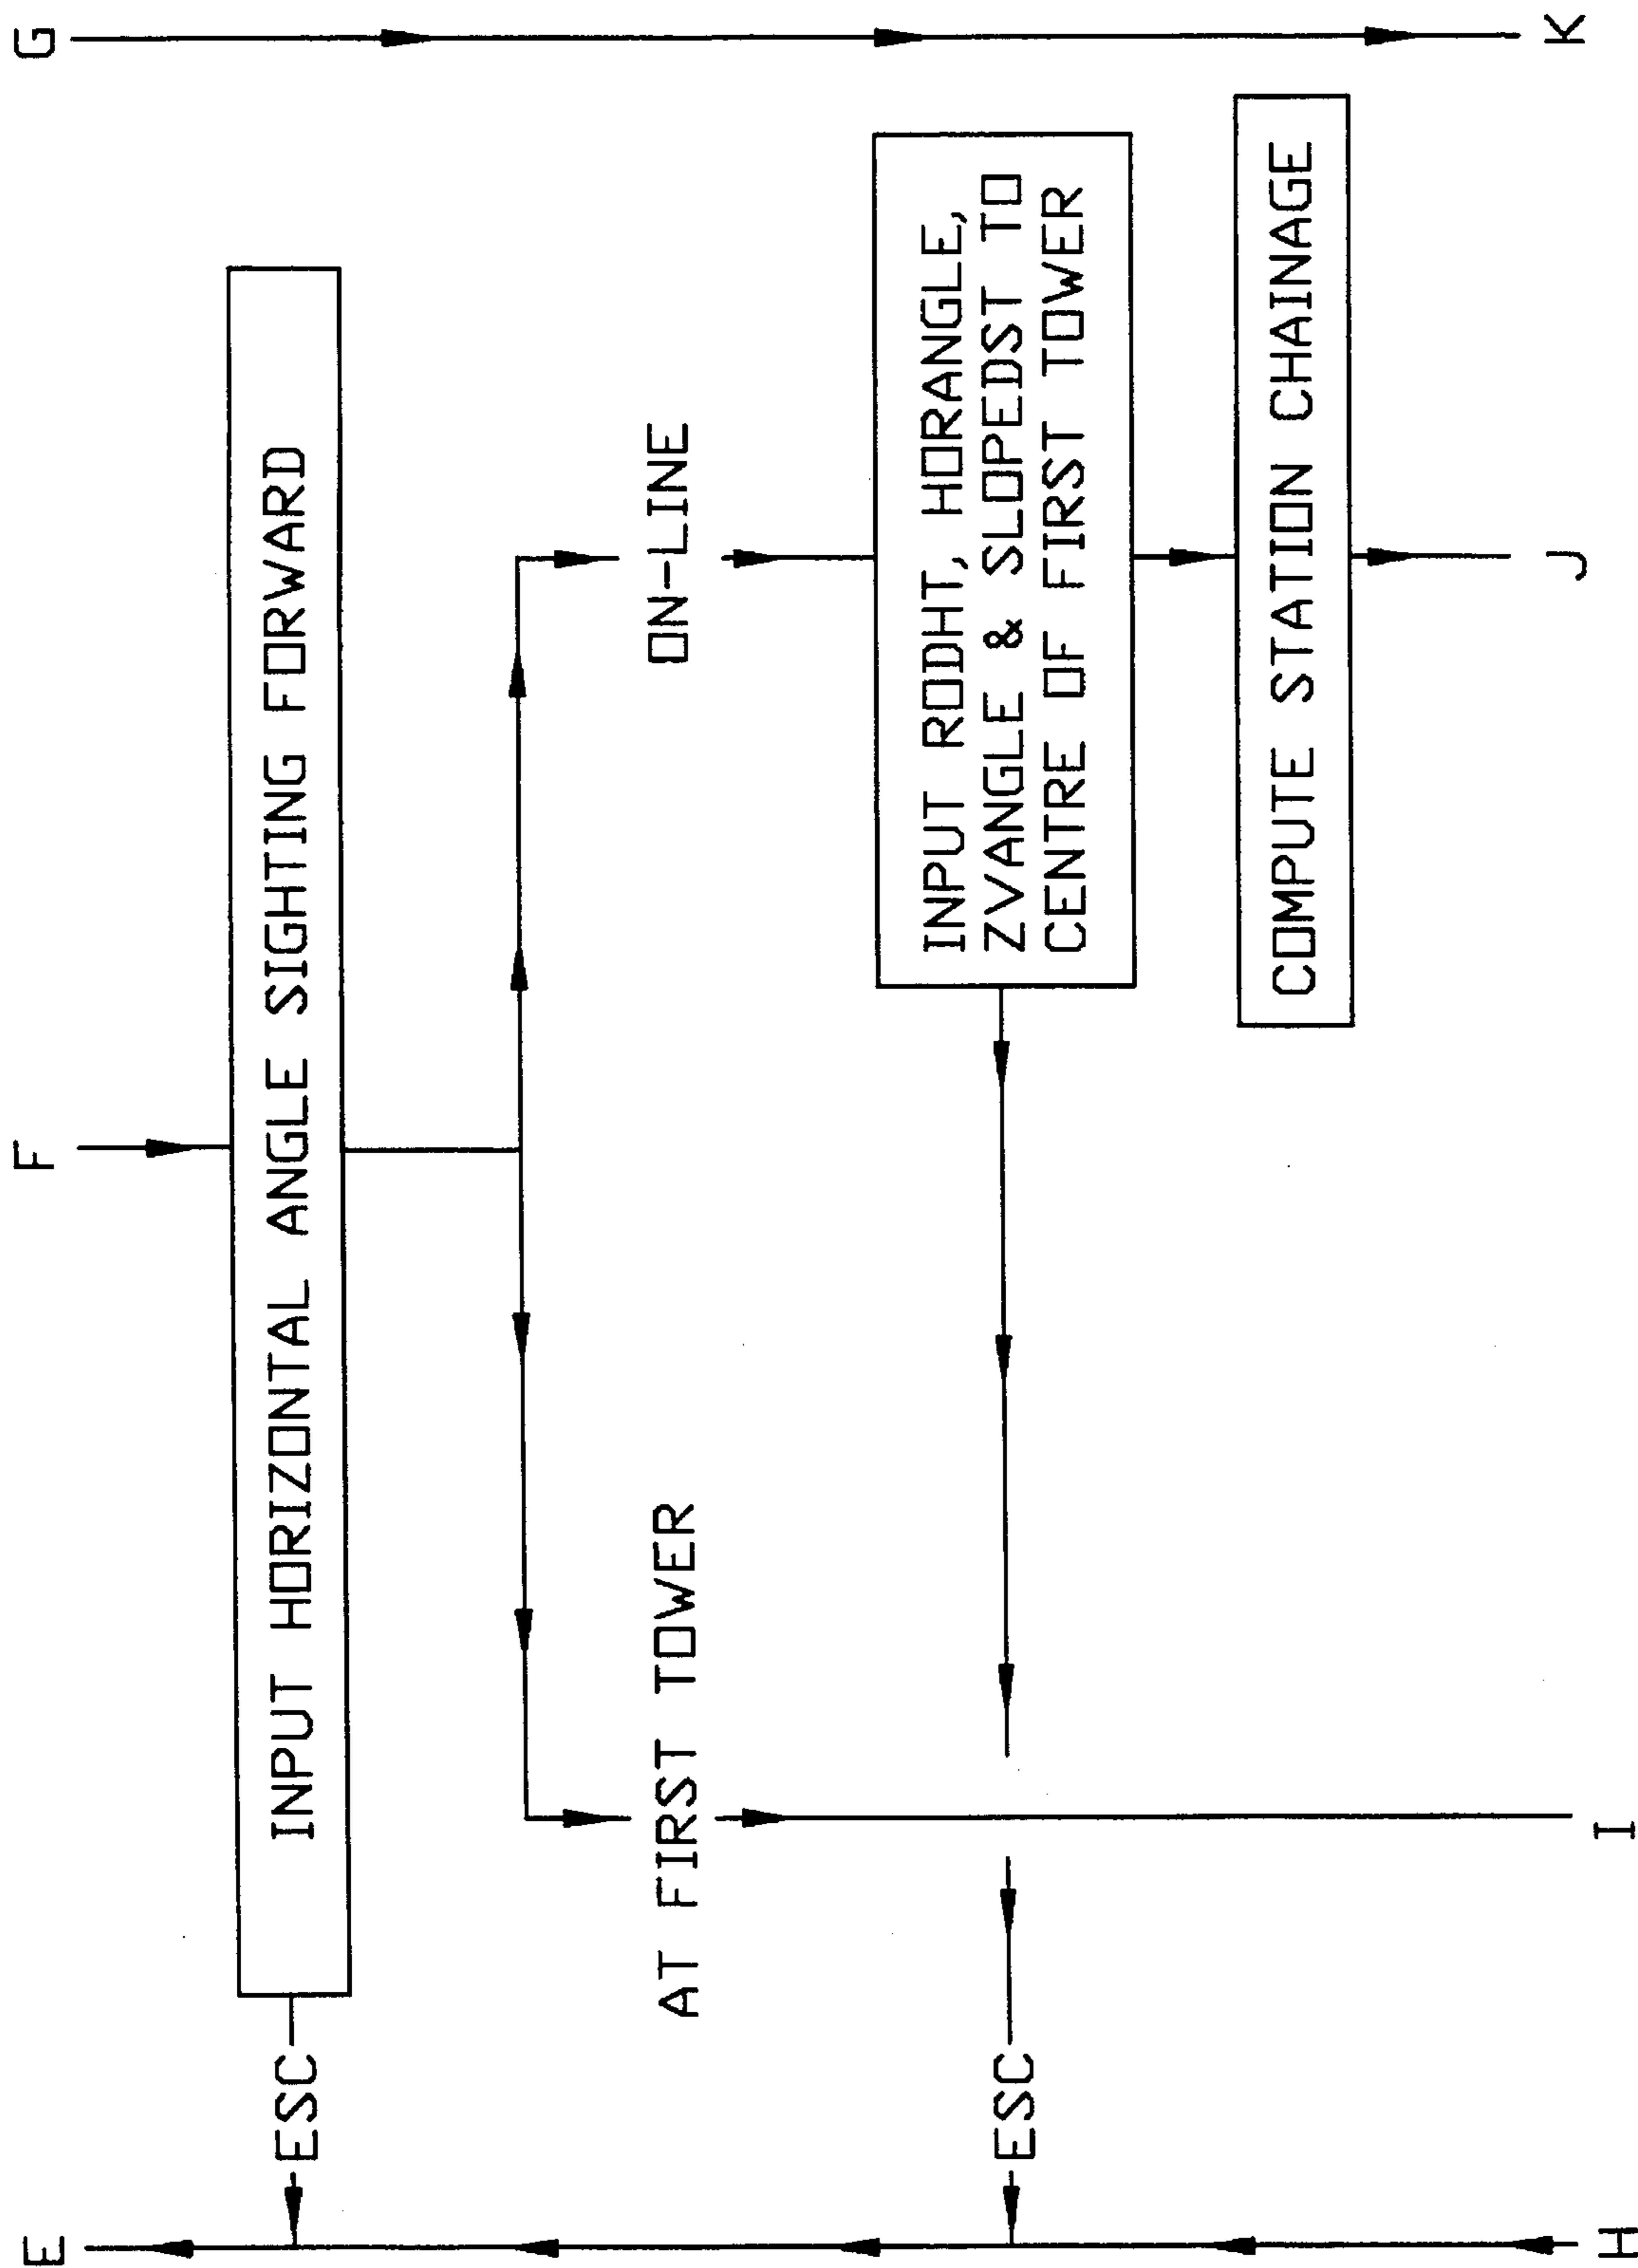 E
F
G
ESC
INPUT HORIZONTAL ANGLE SIGHTING FORWARD
AT FIRST TOWER
ON-LINE
ESC
INPUT RODHT, HORANGLE,
ZVANGLE & SLOPEDST TO
CENTRE OF FIRST TOWER
COMPUTE STATION CHAINAGE
H
I
J
K